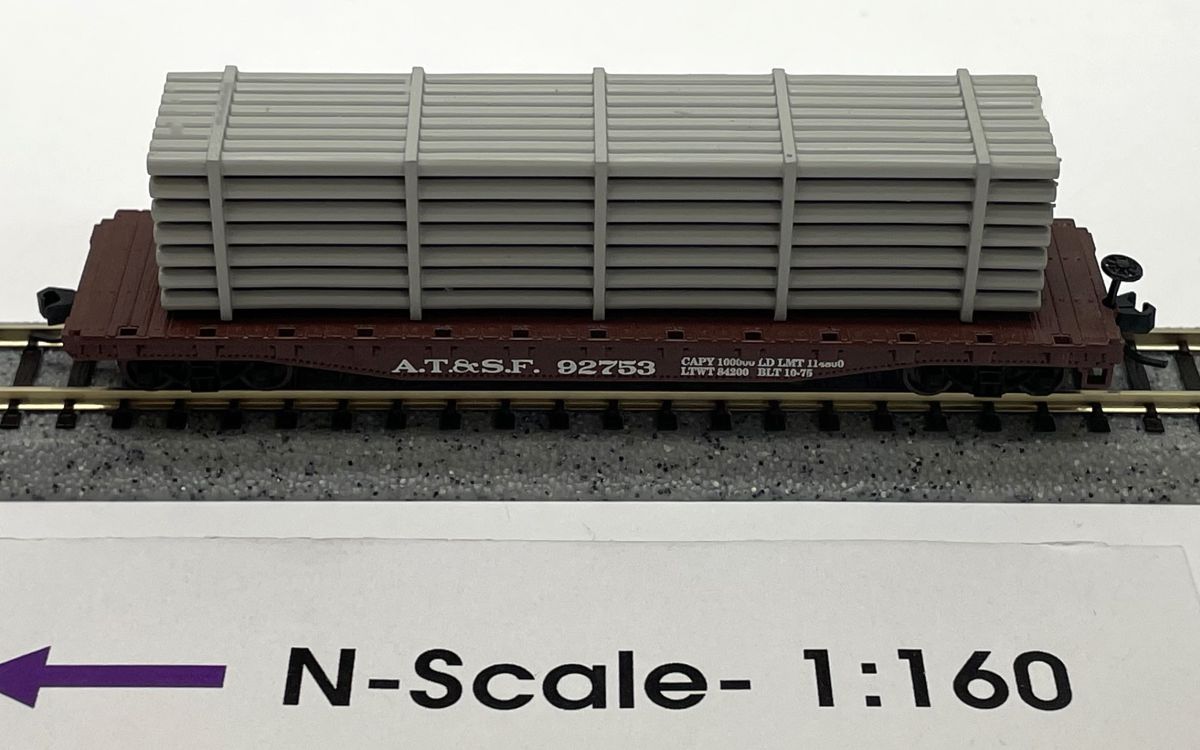 A.T.&S.F. 92753
CAPY 100000 LD LMT 114800
LTWT 84200 BLT 10-75
N-Scale- 1:160